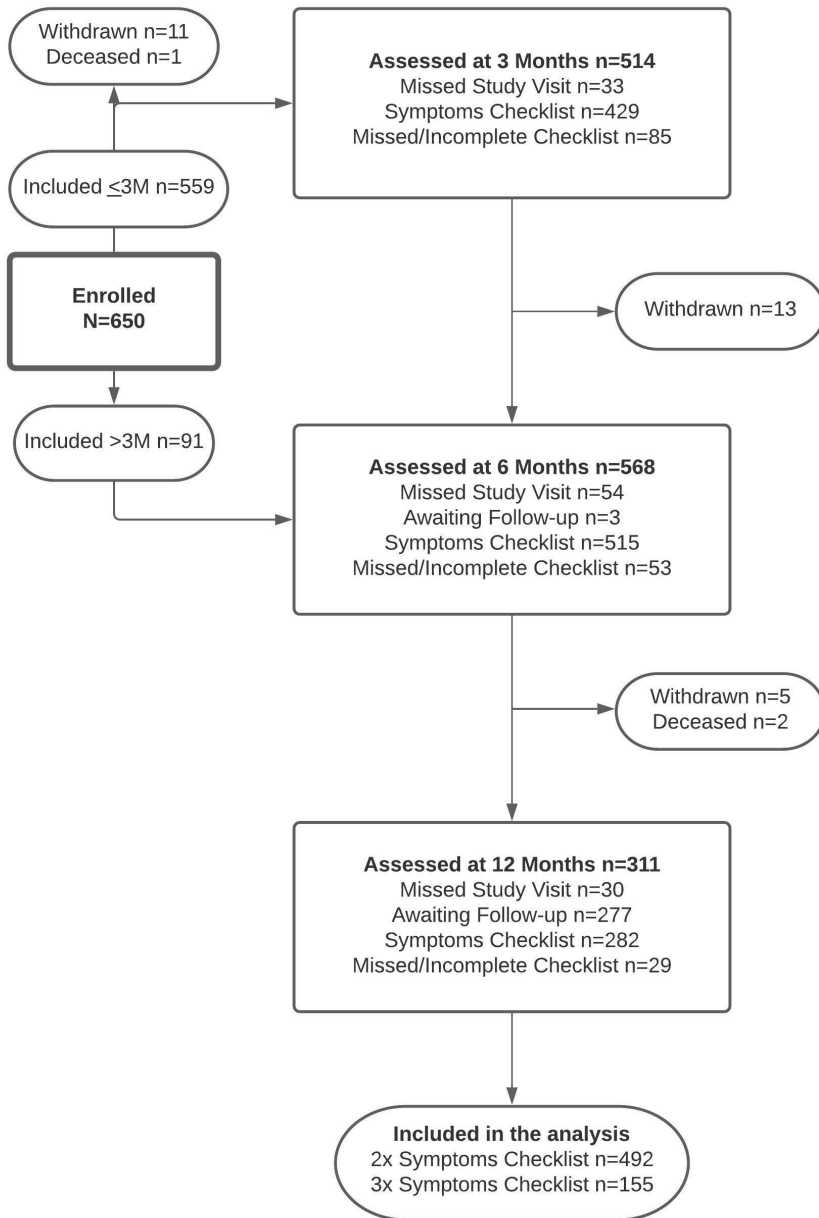 Withdrawn n=11
Deceased n=1
Assessed at 3 Months n=514
Missed Study Visit n=33
Symptoms Checklist n=429
Missed/Incomplete Checklist n=85
Included ≤3M n=559
Enrolled
N=650
Withdrawn n=13
Included >3M n=91
Assessed at 6 Months n=568
Missed Study Visit n=54
Awaiting Follow-up n=3
Symptoms Checklist n=515
Missed/Incomplete Checklist n=53
Withdrawn n=5
Deceased n=2
Assessed at 12 Months n=311
Missed Study Visit n=30
Awaiting Follow-up n=277
Symptoms Checklist n=282
Missed/Incomplete Checklist n=29
Included in the analysis
2x Symptoms Checklist n=492
3x Symptoms Checklist n=155